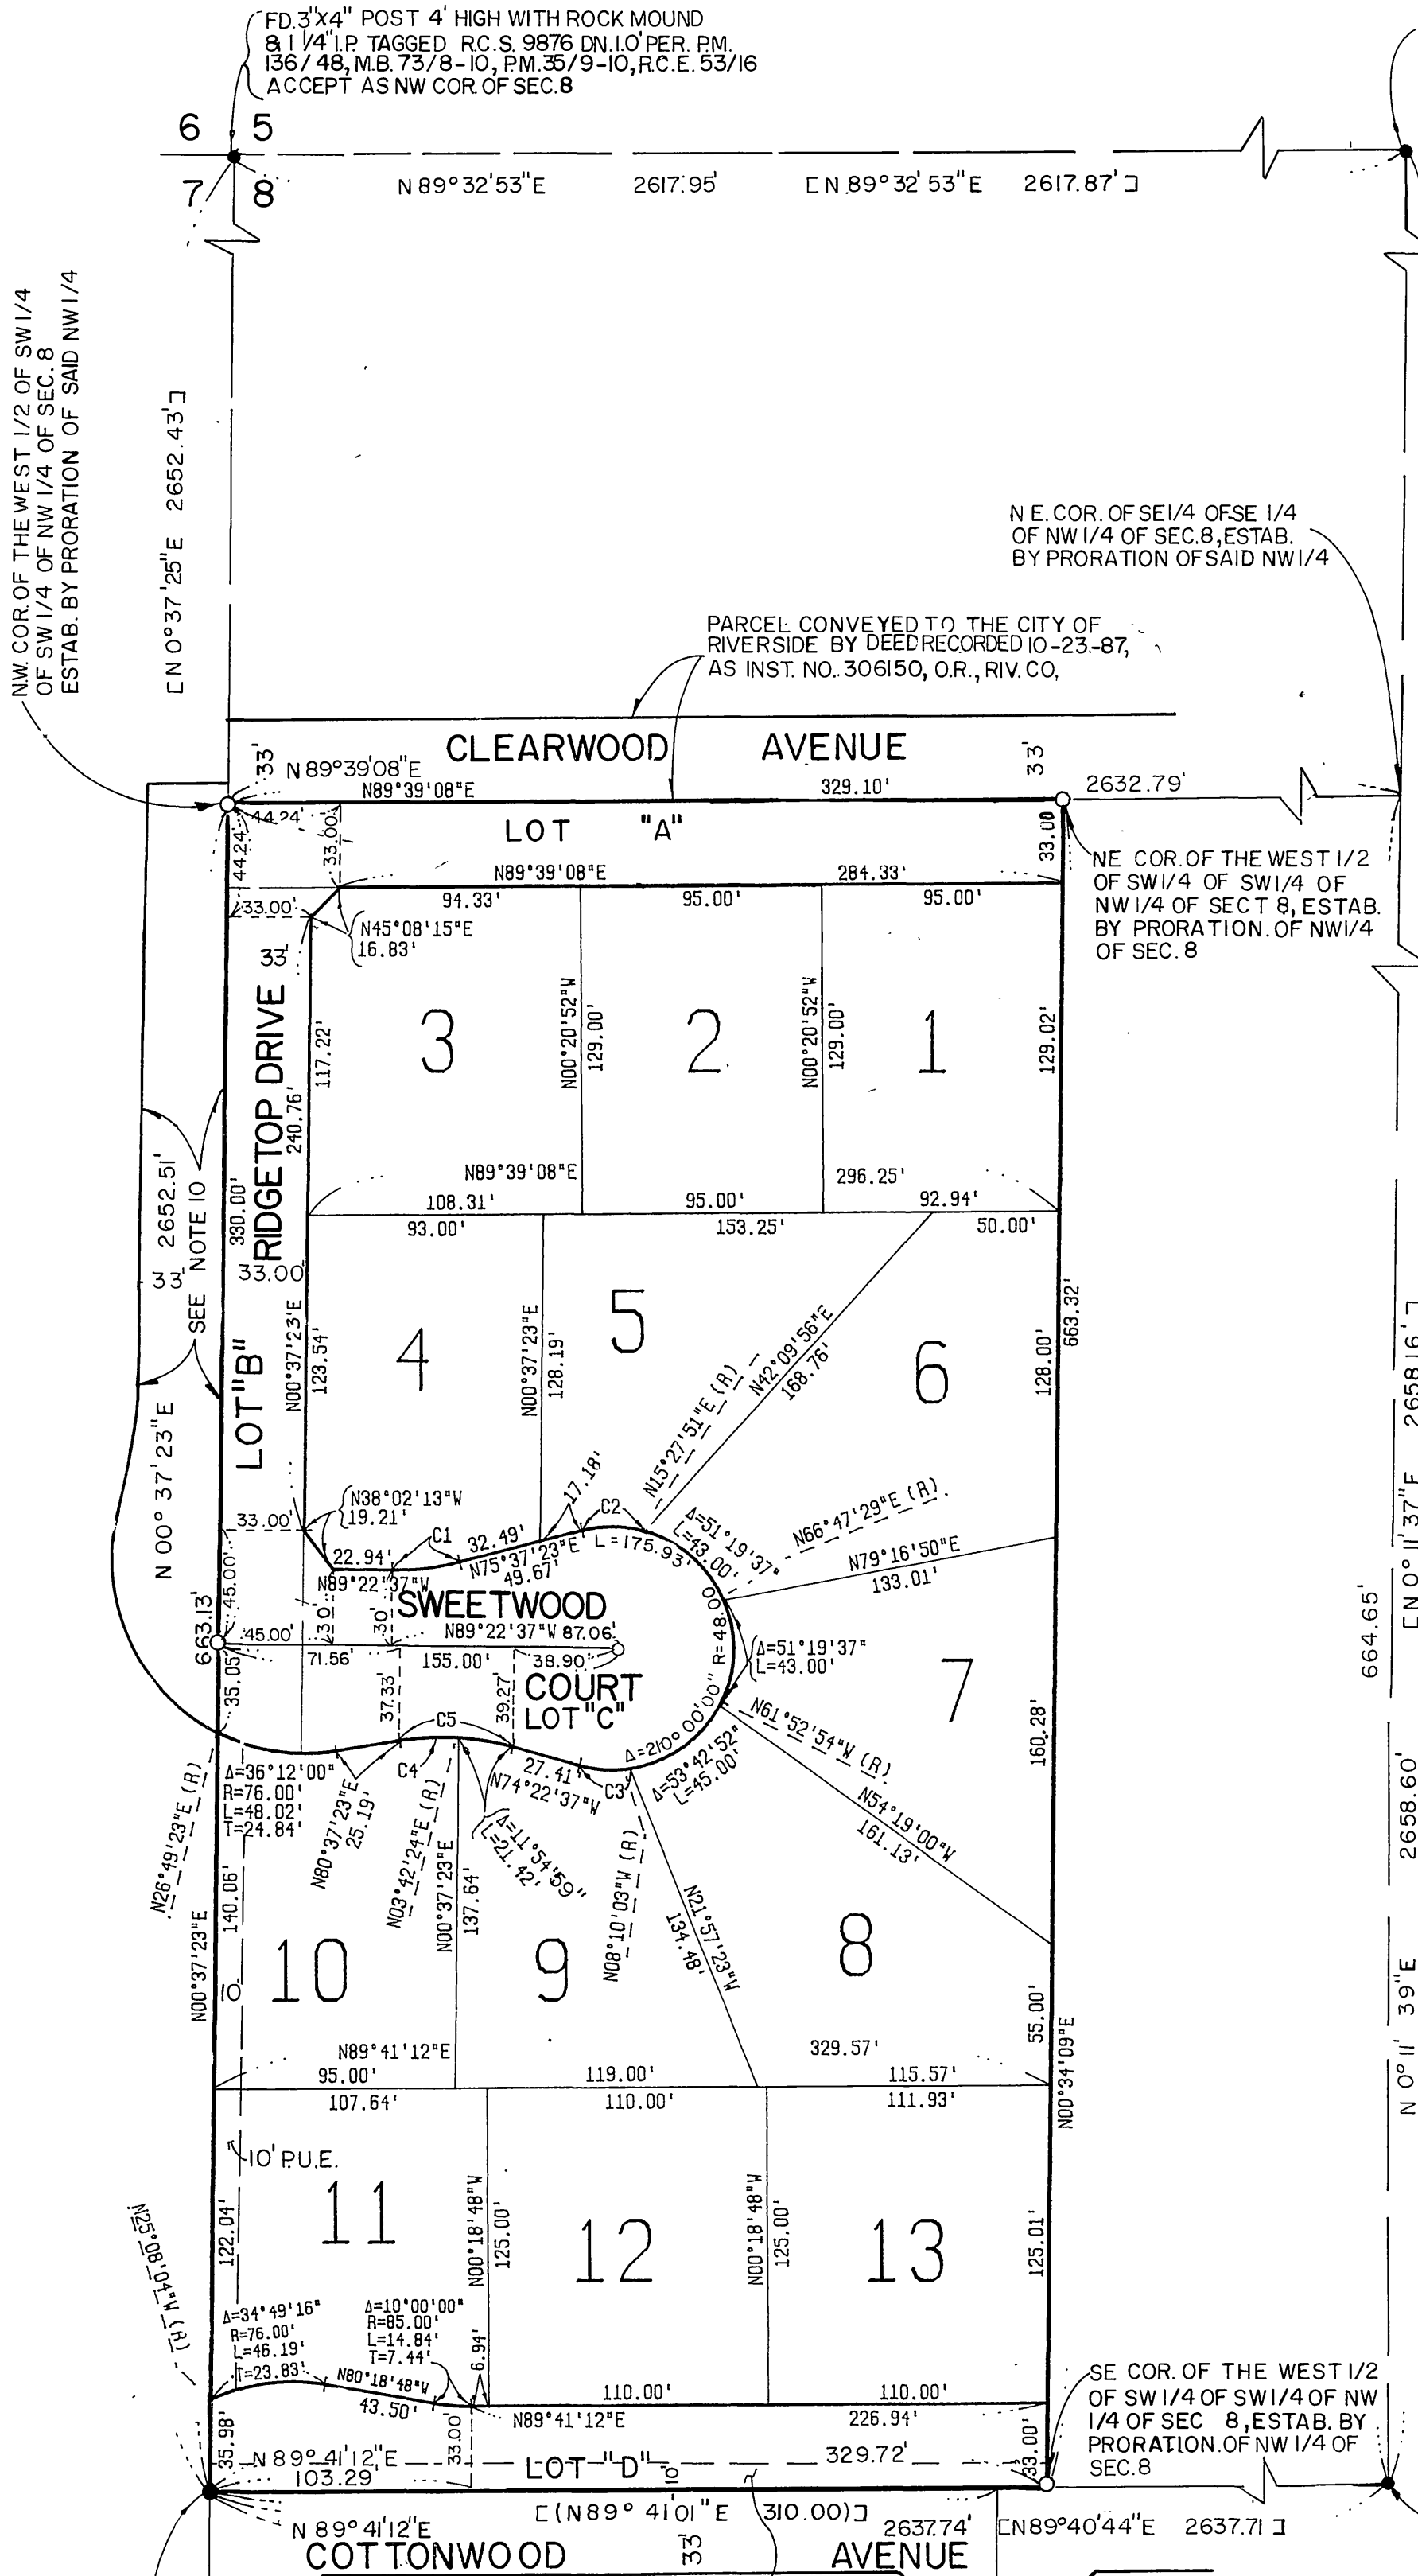 FD.3"X4" POST 4' HIGH WITH ROCK MOUND
& 1 1/4" I.P. TAGGED R.C.S. 9876 DN.1.0' PER. P.M.
136/48, M.B. 73/8-10, P.M.35/9-10, R.C.E. 53/16
ACCEPT AS NW COR. OF SEC.8
6 5
7 8
N 89°32'53"E 2617.95' [N.89°32'53"E 2617.87']
N.W. COR. OF THE WEST 1/2 OF SW 1/4
OF SW 1/4 OF NW 1/4 OF SEC. 8
ESTAB. BY PRORATION OF SAID NW 1/4
[N 0°37'25"E 2652.43']
N E. COR. OF SE1/4 OF SE 1/4
OF NW 1/4 OF SEC.8, ESTAB.
BY PRORATION OF SAID NW1/4
PARCEL CONVEYED TO THE CITY OF
RIVERSIDE BY DEED RECORDED 10-23-87,
AS INST. NO. 306150, O.R., RIV. CO,
CLEARWOOD AVENUE
33'
33'
N 89°39'08"E
N89°39'08"E 329.10'
2632.79'
44.24'
44.24'
33.00'
LOT "A"
33.00
N89°39'08"E 284.33'
94.33' 95.00' 95.00'
33.00'
N45°08'15"E
16.83'
33'
NE COR. OF THE WEST 1/2
OF SW1/4 OF SW1/4 OF
NW 1/4 OF SECT 8, ESTAB.
BY PRORATION. OF NW1/4
OF SEC. 8
RIDGETOP DRIVE
117.22'
240.76'
3
N00°20'52"W
129.00'
2
N00°20'52"W
129.00'
1
129.02'
N89°39'08"E 296.25'
108.31' 95.00' 92.94'
93.00' 153.25' 50.00'
2652.51'
33'
SEE NOTE 10
330.00'
33.00'
LOT "B"
N00°37'23"E
123.54'
4
N00°37'23"E
128.19'
5
N42°09'56"E
168.76'
N15°27'51"E (R)
6
128.00'
663.32'
N 00° 37' 23" E
33.00'
N38°02'13"W
19.21'
45.00'
22.94'
C1
32.49'
17.18'
C2
N89°22'37"W
N75°37'23"E
49.67'
L=175.93'
Δ=51°19'37"
L=43.00'
N66°47'29"E (R)
N79°16'50"E
133.01'
30'
30'
SWEETWOOD
N89°22'37"W 87.06'
R=48.00
663.13'
45.00'
71.56' 155.00' 38.90'
35.05'
37.33'
39.27'
COURT
LOT "C"
Δ=51°19'37"
L=43.00'
7
160.28'
C5
C4
C3
27.41'
N74°22'37"W
Δ=210°00'00"
Δ=53°42'52"
L=45.00'
N61°52'54"W (R)
N54°19'00"W
161.13'
Δ=36°12'00"
R=76.00'
L=48.02'
T=24.84'
N26°49'23"E (R)
N80°37'23"E
25.19'
N03°42'24"E (R)
Δ=11°54'59"
L=21.42'
N08°10'03"W (R)
N21°57'23"W
134.48'
N00°37'23"E
140.06'
10'
10
N00°37'23"E
137.64'
9
8
55.00'
N89°41'12"E 329.57'
95.00' 119.00' 115.57'
107.64' 110.00' 111.93'
N00°34'09"E
10' P.U.E.
122.04'
11
N00°18'48"W
125.00'
12
N00°18'48"W
125.00'
13
125.01'
N25°08'04"W (R)
Δ=34°49'16"
R=76.00'
L=46.19'
T=23.83'
Δ=10°00'00"
R=85.00'
L=14.84'
T=7.44'
6.94'
N80°18'48"W
43.50'
110.00' 110.00'
N89°41'12"E 226.94'
35.98'
33.00'
33.00'
N 89°41'12"E 329.72'
103.29'
LOT "D"
10'
SE COR. OF THE WEST 1/2
OF SW 1/4 OF SW 1/4 OF NW
1/4 OF SEC 8, ESTAB. BY
PRORATION. OF NW 1/4 OF
SEC.8
[(N89° 41'01"E 310.00)]
N 89°41'12"E
2637.74' [N89°40'44"E 2637.71]
COTTONWOOD AVENUE
33'
664.65'
[N 0°11'37"E 2658.16']
N 0°11' 39"E 2658.60'